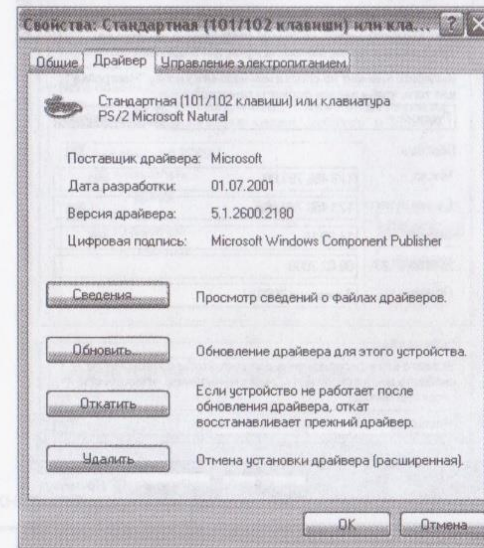 Свойства: Стандартная (101/102 клавиши) или кла...
Общие
Драйвер
Управление электропитанием
Стандартная (101/102 клавиши) или клавиатура
PS/2 Microsoft Natural
Поставщик драйвера: Microsoft
Дата разработки: 01.07.2001
Версия драйвера: 5.1.2600.2180
Цифровая подпись: Microsoft Windows Component Publisher
Сведения...
Просмотр сведений о файлах драйверов.
Обновить...
Обновление драйвера для этого устройства.
Откатить
Если устройство не работает после
обновления драйвера, откат
восстанавливает прежний драйвер.
Удалить
Отмена установки драйвера (расширенная).
OK
Отмена